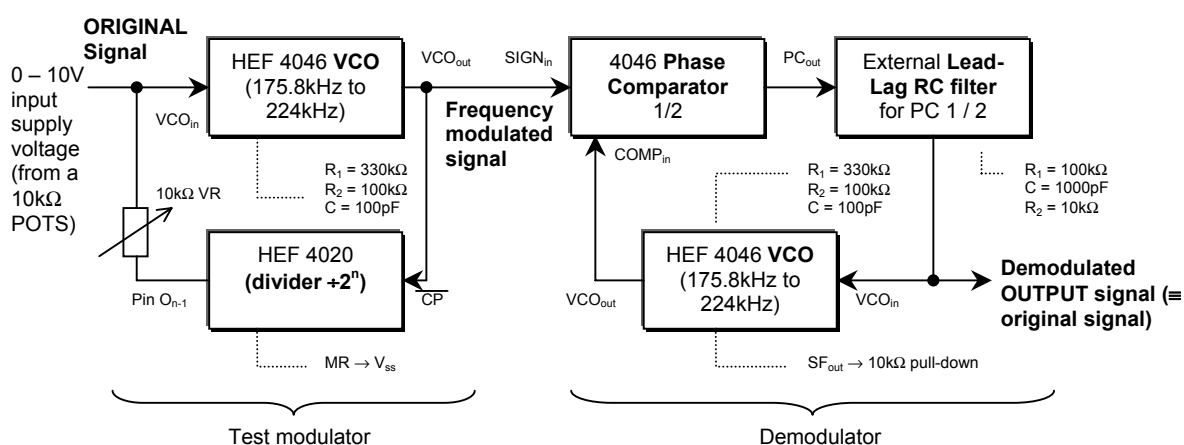 ORIGINAL
Signal
0 – 10V
input
supply
voltage
(from a
10kΩ
POTS)
VCOin
HEF 4046 VCO
(175.8kHz to
224kHz)
VCOout
Frequency
modulated
signal
R1 = 330kΩ
R2 = 100kΩ
C = 100pF
10kΩ VR
HEF 4020
(divider ÷2^n)
Pin On-1
C̅P̅
MR → Vss
Test modulator
SIGNin
4046 Phase
Comparator
1/2
PCout
External Lead-
Lag RC filter
for PC 1 / 2
COMPin
R1 = 330kΩ
R2 = 100kΩ
C = 100pF
R1 = 100kΩ
C = 1000pF
R2 = 10kΩ
HEF 4046 VCO
(175.8kHz to
224kHz)
VCOout
VCOin
Demodulated
OUTPUT signal (≡
original signal)
SFout → 10kΩ pull-down
Demodulator